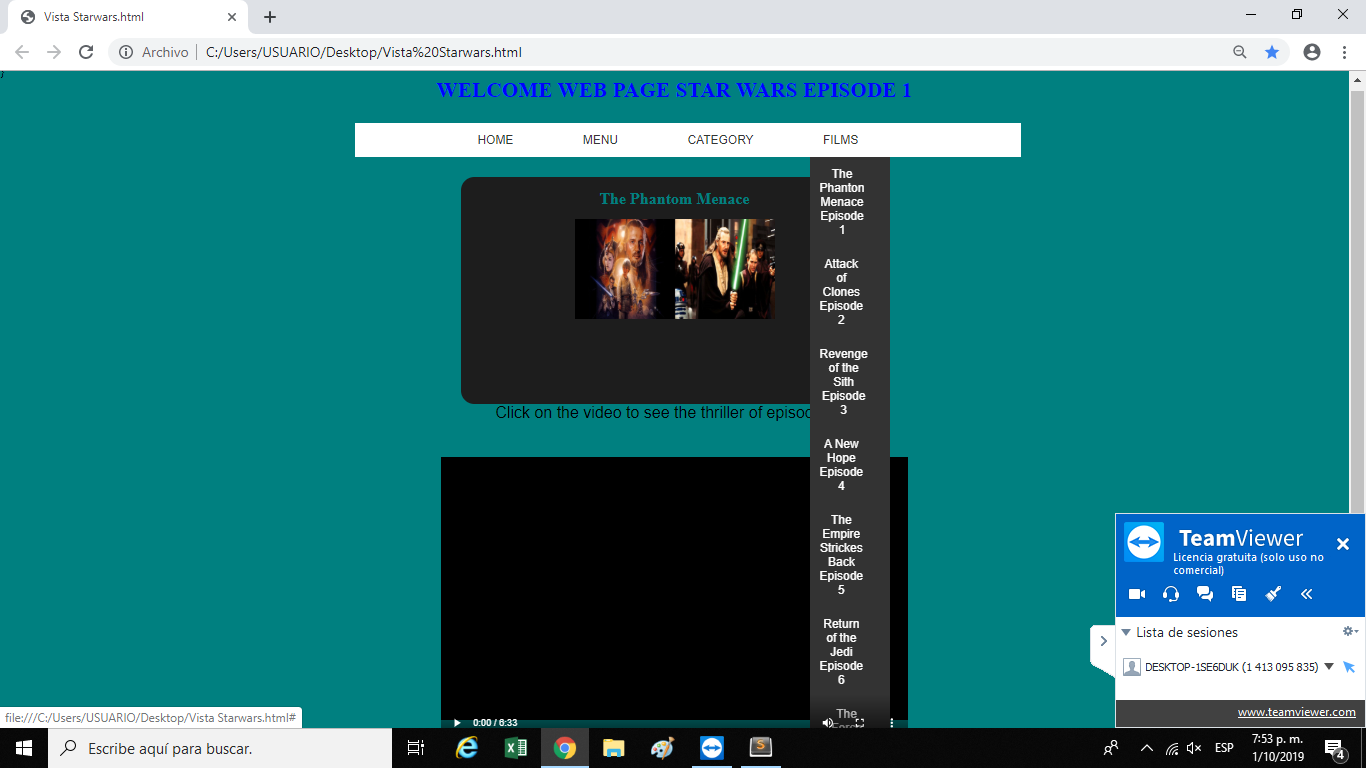 Vista Starwars.html
Archivo
C:/Users/USUARIO/Desktop/Vista%20Starwars.html
}
WELCOME WEB PAGE STAR WARS EPISODE 1
HOME MENU CATEGORY FILMS
The Phantom Menace
Click on the video to see the thriller of
The
Phanton
Menace
Episode
1
Attack
of
Clones
Episode
2
Revenge
of the
Sith
Episode
3
A New
Hope
Episode
4
The
Empire
Strickes
Back
Episode
5
Return
of the
Jedi
Episode
6
The
0:00 / 6:33
TeamViewer
Licencia gratuita (solo uso no
comercial)
Lista de sesiones
DESKTOP-1SE6DUK (1 413 095 835)
www.teamviewer.com
file:///C:/Users/USUARIO/Desktop/Vista Starwars.html#
Escribe aquí para buscar.
ESP
7:53 p. m.
1/10/2019
4